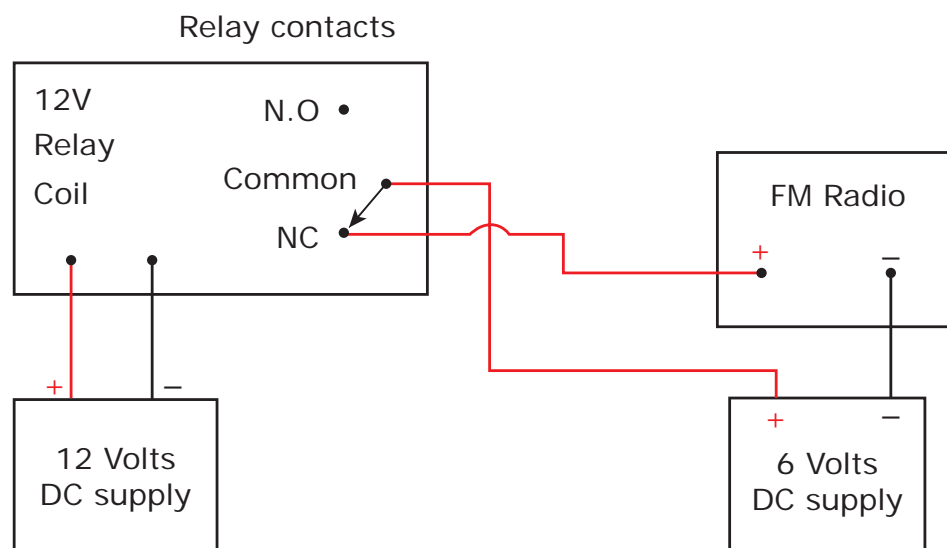 Relay contacts
12V
Relay
Coil
N.O
Common
NC
FM Radio
+ –
+ –
12 Volts
DC supply
+ –
6 Volts
DC supply